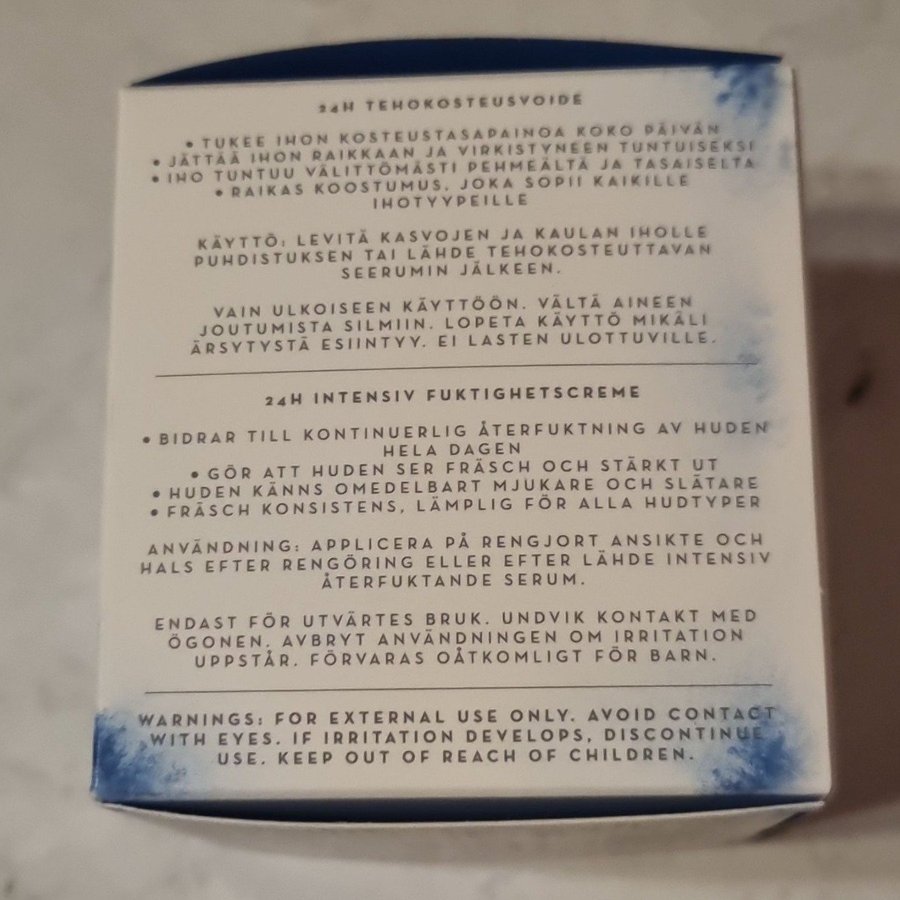 24H TEHOKOSTEUSVOIDE
• TUKEE IHON KOSTEUSTASAPAINOA KOKO PÄIVÄN
• JÄTTÄÄ IHON RAIKKAAN JA VIRKISTYNEEN TUNTUISEKSI
• IHO TUNTUU VÄLITTÖMÄSTI PEHMEÄLTÄ JA TASAISELTA
• RAIKAS KOOSTUMUS, JOKA SOPII KAIKILLE
IHOTYYPEILLE
KÄYTTÖ: LEVITÄ KASVOJEN JA KAULAN IHOLLE
PUHDISTUKSEN TAI LÄHDE TEHOKOSTEUTTAVAN
SEERUMIN JÄLKEEN.
VAIN ULKOISEEN KÄYTTÖÖN. VÄLTÄ AINEEN
JOUTUMISTA SILMIIN. LOPETA KÄYTTÖ MIKÄLI
ÄRSYTYSTÄ ESIINTYY. EI LASTEN ULOTTUVILLE.
24H INTENSIV FUKTIGHETSCREME
• BIDRAR TILL KONTINUERLIG ÅTERFUKTNING AV HUDEN
HELA DAGEN
• GÖR ATT HUDEN SER FRÄSCH OCH STÄRKT UT
• HUDEN KÄNNS OMEDELBART MJUKARE OCH SLÄTARE
• FRÄSCH KONSISTENS, LÄMPLIG FÖR ALLA HUDTYPER
ANVÄNDNING: APPLICERA PÅ RENGJORT ANSIKTE OCH
HALS EFTER RENGÖRING ELLER EFTER LÄHDE INTENSIV
ÅTERFUKTANDE SERUM.
ENDAST FÖR UTVÄRTES BRUK. UNDVIK KONTAKT MED
ÖGONEN. AVBRYT ANVÄNDNINGEN OM IRRITATION
UPPSTÅR. FÖRVARAS OÅTKOMLIGT FÖR BARN.
WARNINGS: FOR EXTERNAL USE ONLY. AVOID CONTACT
WITH EYES. IF IRRITATION DEVELOPS, DISCONTINUE
USE. KEEP OUT OF REACH OF CHILDREN.